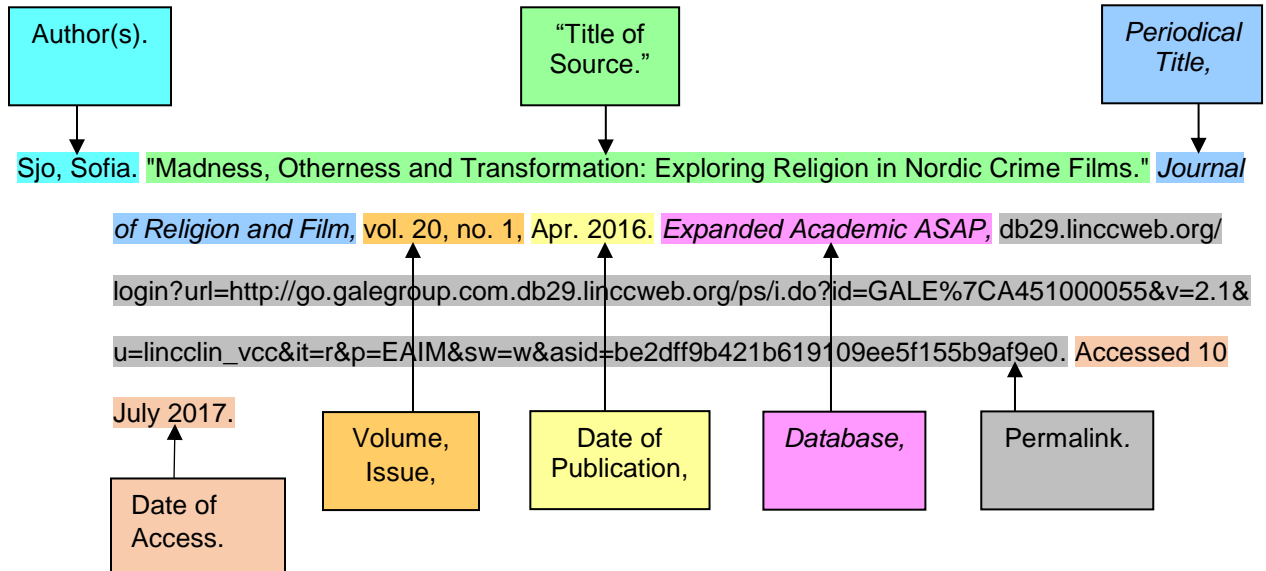 Author(s).
“Title of
Source.”
Periodical
Title,
Sjo, Sofia. "Madness, Otherness and Transformation: Exploring Religion in Nordic Crime Films." Journal
of Religion and Film, vol. 20, no. 1, Apr. 2016. Expanded Academic ASAP, db29.linccweb.org/
login?url=http://go.galegroup.com.db29.linccweb.org/ps/i.do?id=GALE%7CA451000055&v=2.1&
u=lincclin_vcc&it=r&p=EAIM&sw=w&asid=be2dff9b421b619109ee5f155b9af9e0. Accessed 10
July 2017.
Volume,
Issue,
Date of
Publication,
Database,
Permalink.
Date of
Access.